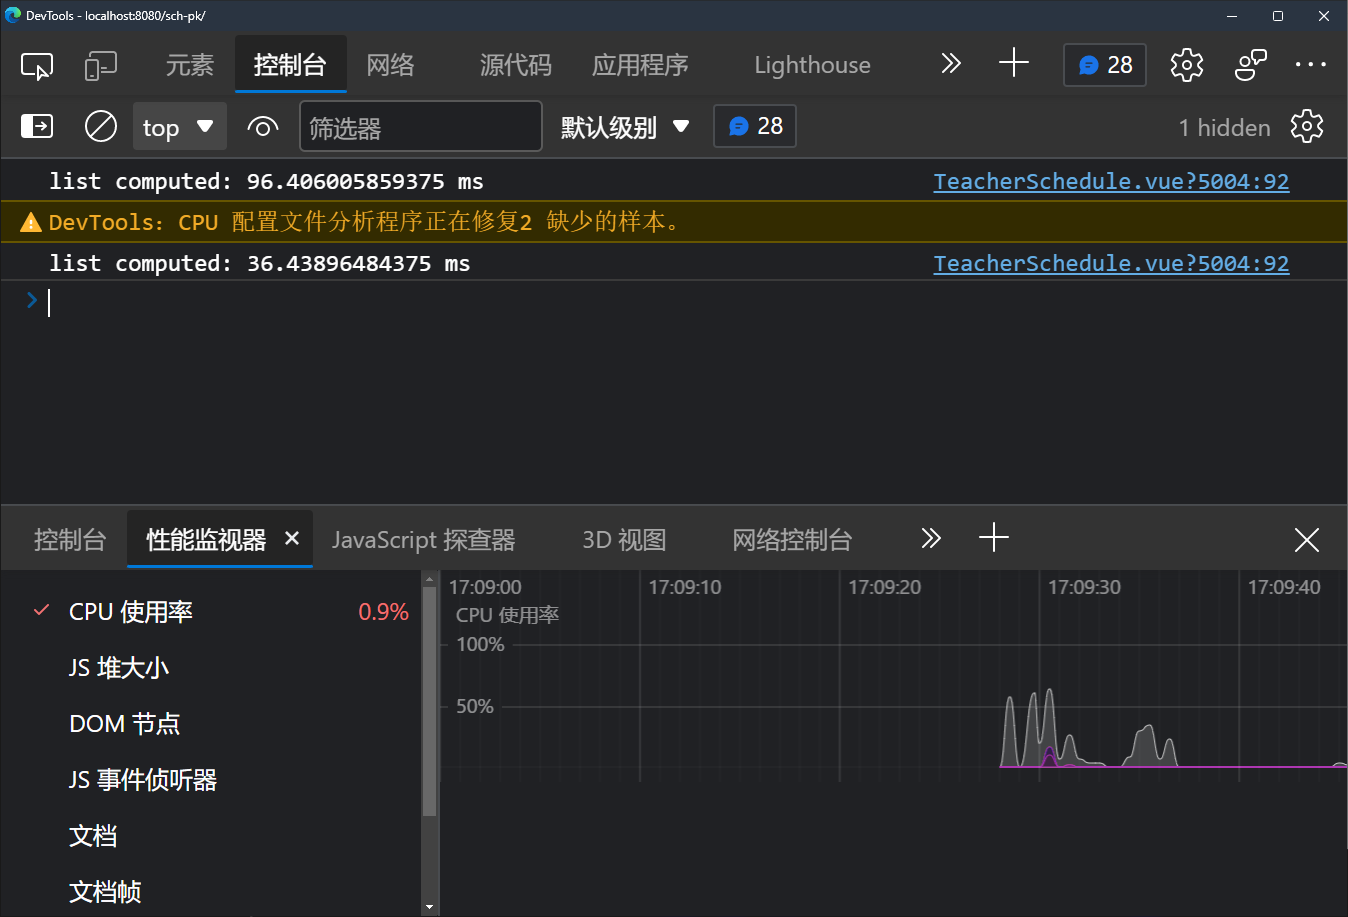 DevTools - localhost:8080/sch-pk/
元素 控制台 网络 源代码 应用程序 Lighthouse 28
top 筛选器 默认级别 28 1 hidden
list computed: 96.406005859375 ms TeacherSchedule.vue?5004:92
DevTools: CPU 配置文件分析程序正在修复2 缺少的样本。
list computed: 36.43896484375 ms TeacherSchedule.vue?5004:92
控制台 性能监视器 JavaScript 探查器 3D 视图 网络控制台
17:09:00 17:09:10 17:09:20 17:09:30 17:09:40
CPU 使用率 0.9%
CPU 使用率
100%
JS 堆大小
50%
DOM 节点
JS 事件侦听器
文档
文档帧